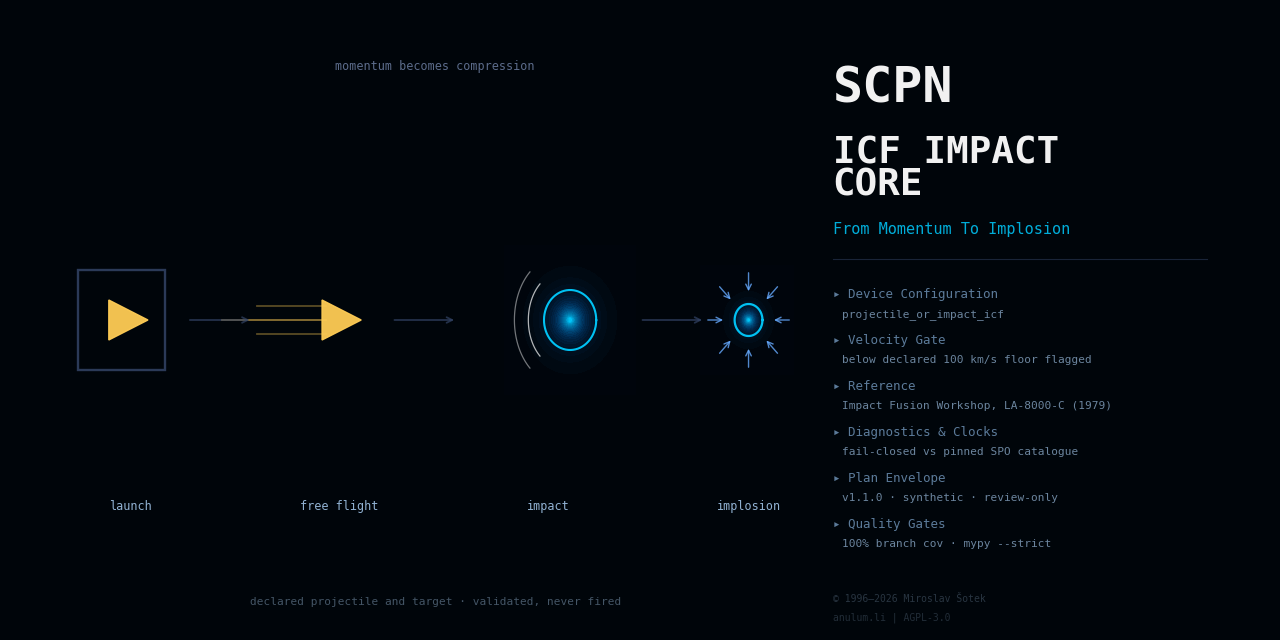 momentum becomes compression
launch
free flight
impact
implosion
declared projectile and target · validated, never fired
SCPN
ICF IMPACT
CORE
From Momentum To Implosion
▸ Device Configuration
projectile_or_impact_icf
▸ Velocity Gate
below declared 100 km/s floor flagged
▸ Reference
Impact Fusion Workshop, LA-8000-C (1979)
▸ Diagnostics & Clocks
fail-closed vs pinned SPO catalogue
▸ Plan Envelope
v1.1.0 · synthetic · review-only
▸ Quality Gates
100% branch cov · mypy --strict
© 1996–2026 Miroslav Šotek
anulum.li | AGPL-3.0